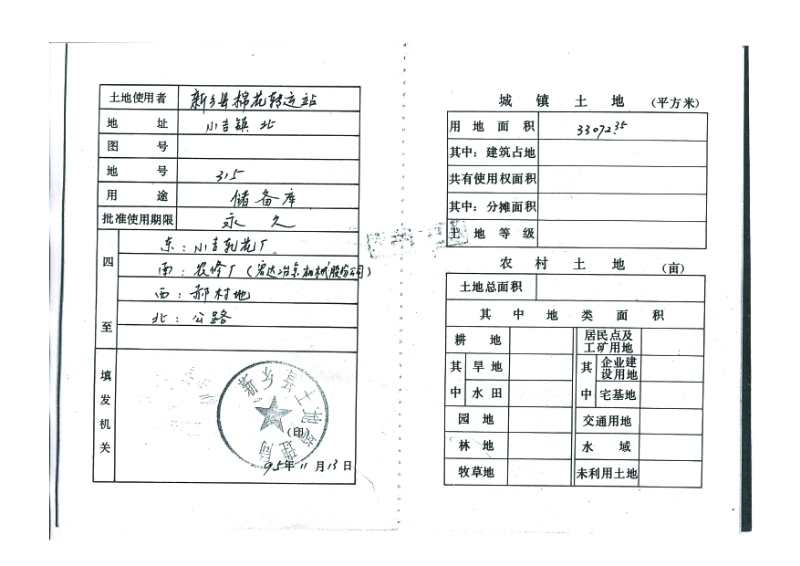 土地使用者 新乡县棉花转运站
地 址 小吉镇 北
图 号
地 号 315
用 途 储备库
批准使用期限 永久
四至
东：小吉轧花厂
南：农修厂（宏达冶京机械股份公司）
西：郝村地
北：公路
填发机关
新乡县土地管理局
（印）
95年11月13日
城镇土地 （平方米）
用地面积 33072.35
其中：建筑占地
共有使用权面积
其中：分摊面积
土地等级
农村土地 （亩）
土地总面积
其中地类面积
耕 地 居民点及工矿用地
其中 旱地 其中 企业建设用地
水田 宅基地
园 地 交通用地
林 地 水 域
牧草地 未利用土地